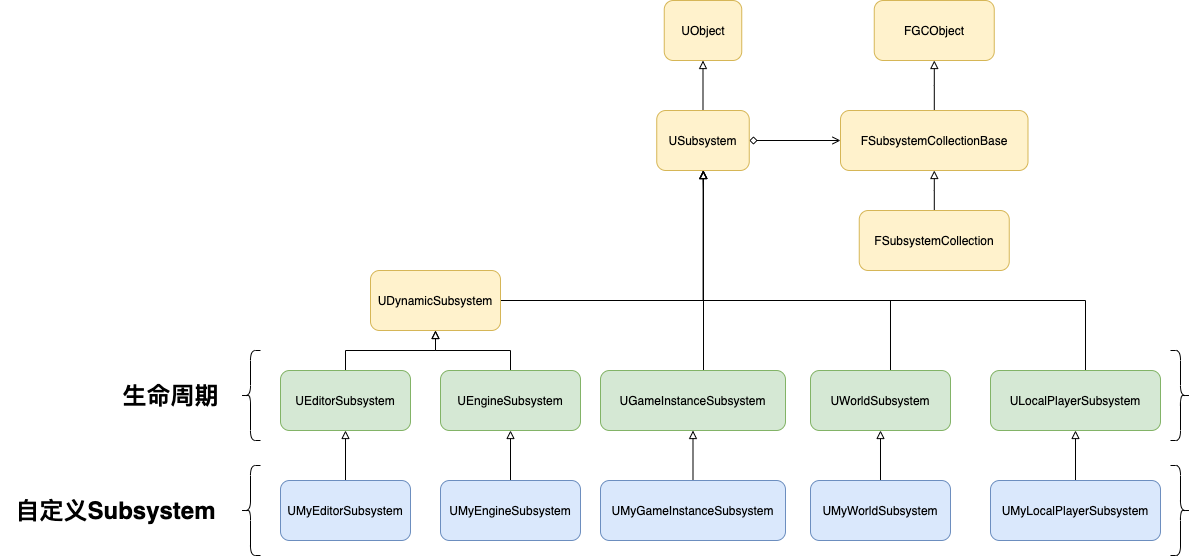 UObject
FGCObject
USubsystem
FSubsystemCollectionBase
FSubsystemCollection
UDynamicSubsystem
生命周期
UEditorSubsystem
UEngineSubsystem
UGameInstanceSubsystem
UWorldSubsystem
ULocalPlayerSubsystem
自定义Subsystem
UMyEditorSubsystem
UMyEngineSubsystem
UMyGameInstanceSubsystem
UMyWorldSubsystem
UMyLocalPlayerSubsystem